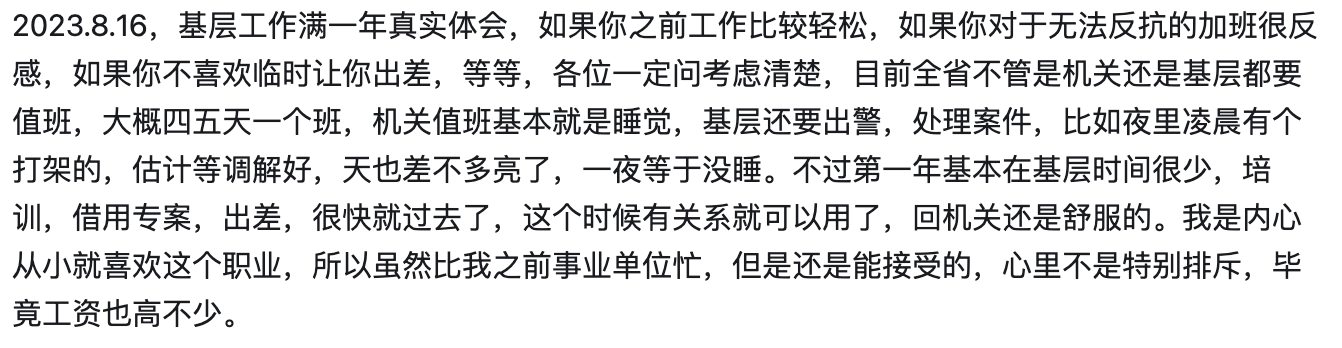 2023.8.16，基层工作满一年真实体会，如果你之前工作比较轻松，如果你对于无法反抗的加班很反
感，如果你不喜欢临时让你出差，等等，各位一定问考虑清楚，目前全省不管是机关还是基层都要
值班，大概四五天一个班，机关值班基本就是睡觉，基层还要出警，处理案件，比如夜里凌晨有个
打架的，估计等调解好，天也差不多亮了，一夜等于没睡。不过第一年基本在基层时间很少，培
训，借用专案，出差，很快就过去了，这个时候有关系就可以用了，回机关还是舒服的。我是内心
从小就喜欢这个职业，所以虽然比我之前事业单位忙，但是还是能接受的，心里不是特别排斥，毕
竟工资也高不少。